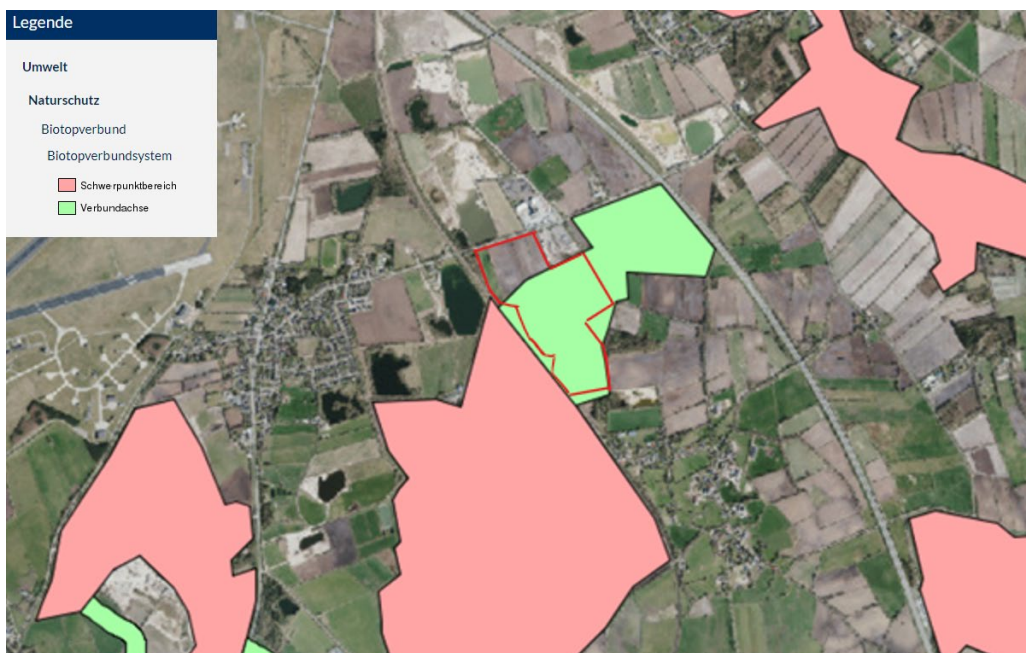 Legende
Umwelt
Naturschutz
Biotopverbund
Biotopverbundsystem
Schwerpunktbereich
Verbundachse